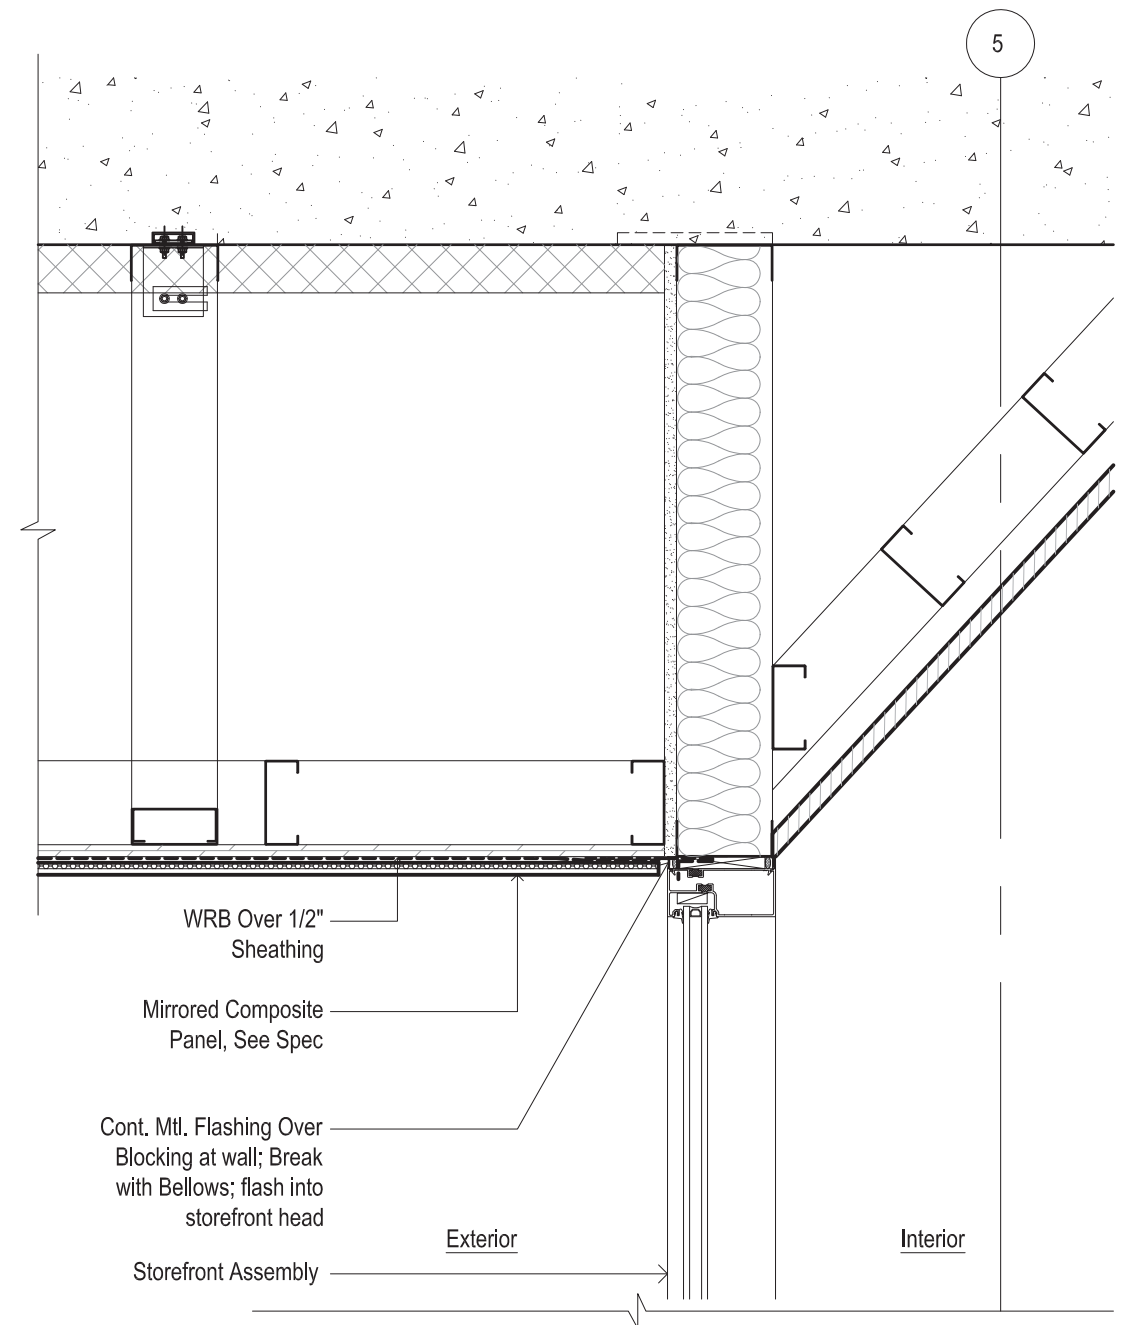 5
WRB Over 1/2"
Sheathing
Mirrored Composite
Panel, See Spec
Cont. Mtl. Flashing Over
Blocking at wall; Break
with Bellows; flash into
storefront head
Exterior
Interior
Storefront Assembly